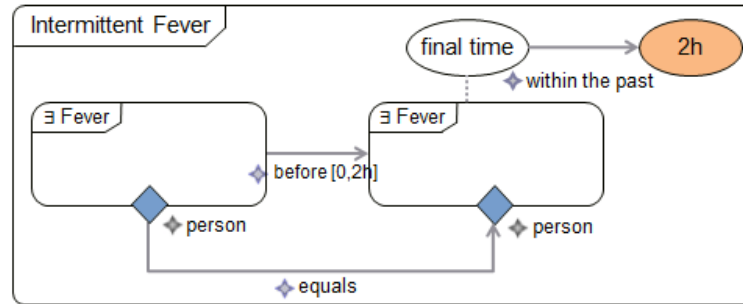 Intermittent Fever
final time
2h
within the past
∃ Fever
∃ Fever
before [0,2h]
person
person
equals